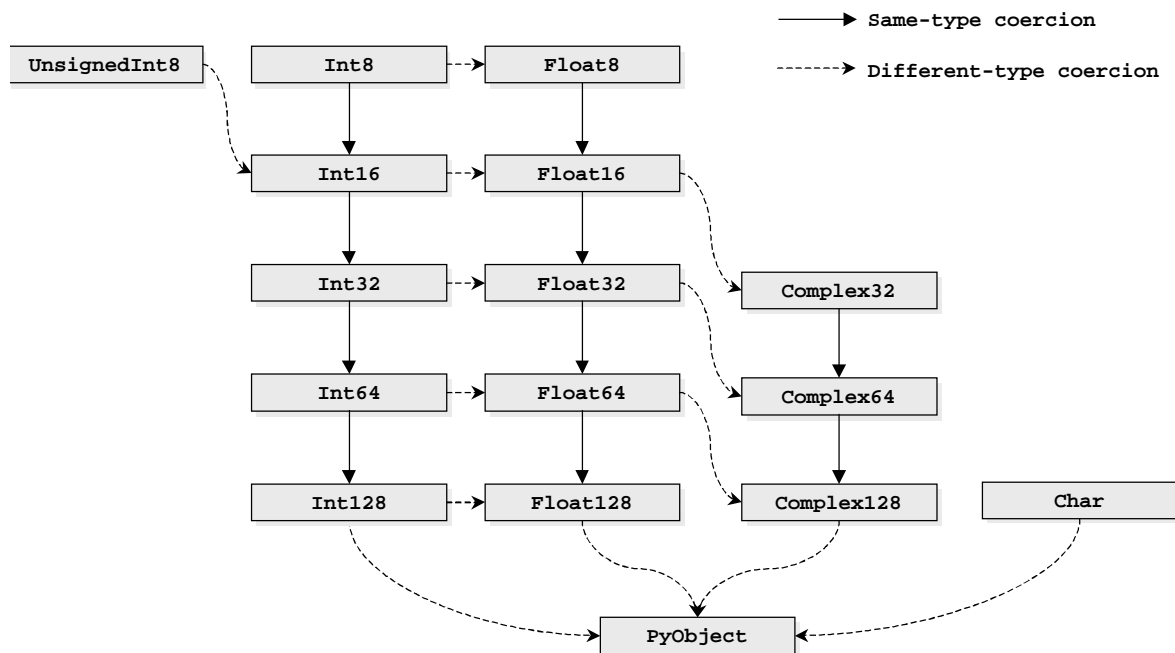 Same-type coercion
UnsignedInt8 Int8 Float8
Different-type coercion
Int16 Float16
Int32 Float32 Complex32
Int64 Float64 Complex64
Int128 Float128 Complex128 Char
PyObject